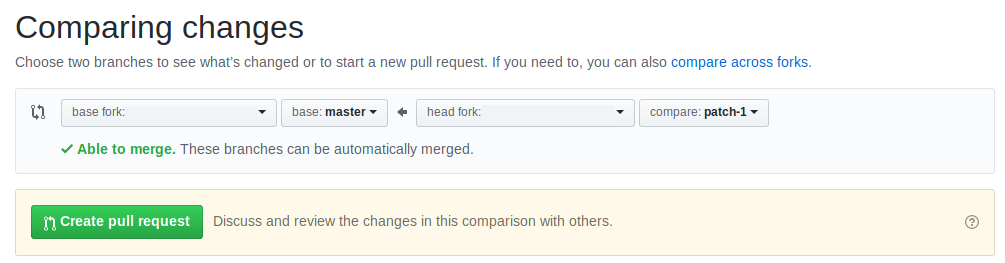 Comparing changes
Choose two branches to see what's changed or to start a new pull request. If you need to, you can also compare across forks.
base fork: base: master head fork: compare: patch-1
Able to merge. These branches can be automatically merged.
Create pull request Discuss and review the changes in this comparison with others.